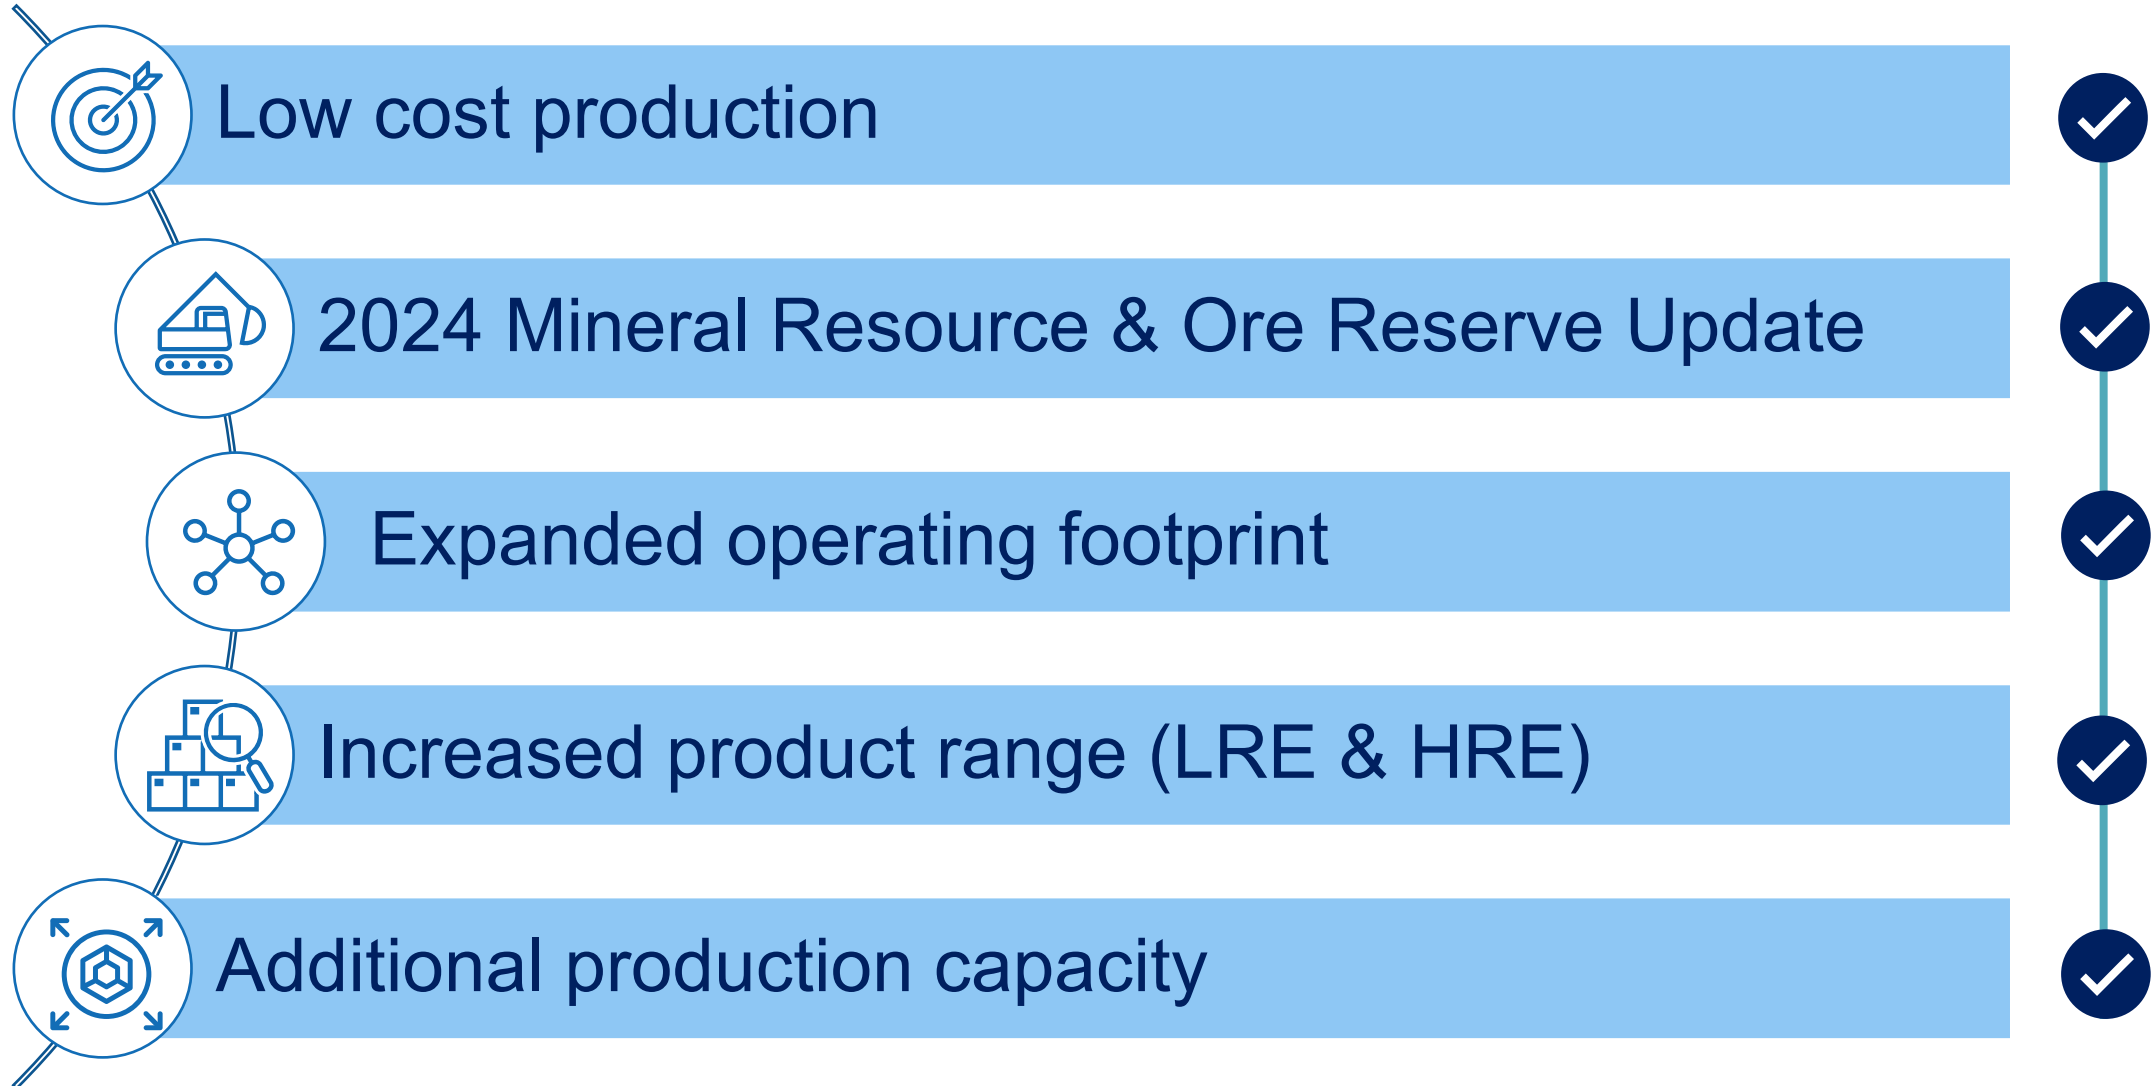 Low cost production
2024 Mineral Resource & Ore Reserve Update
Expanded operating footprint
Increased product range (LRE & HRE)
Additional production capacity